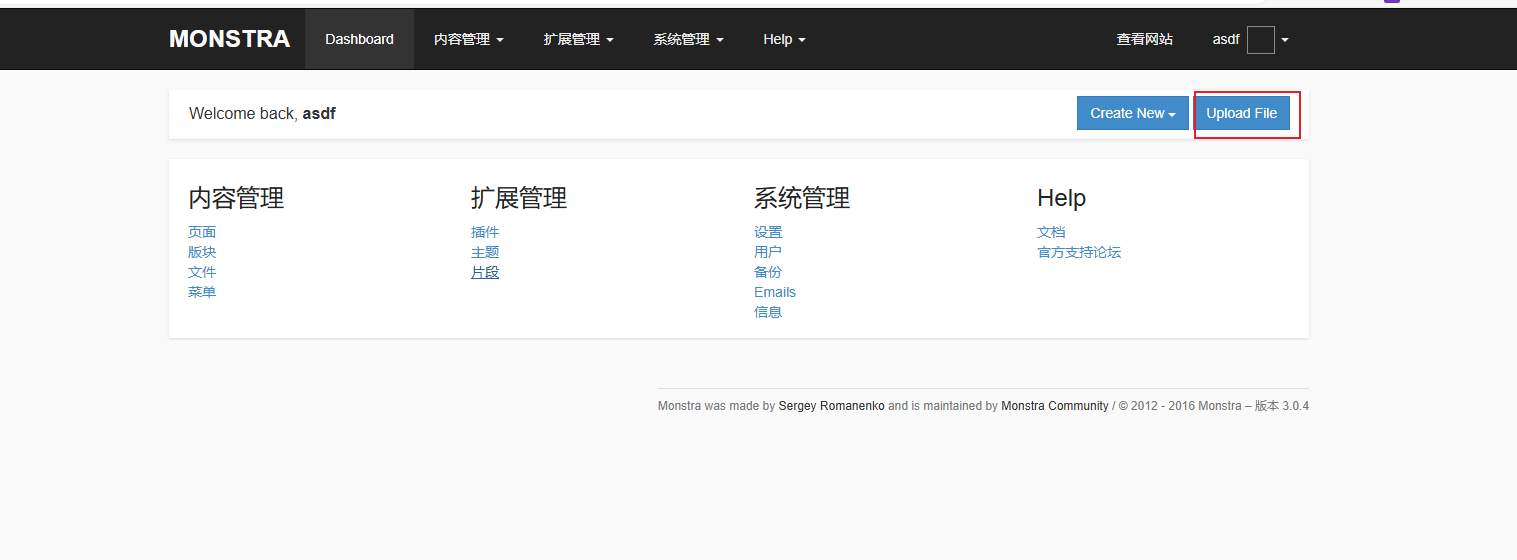 MONSTRA Dashboard 内容管理 扩展管理 系统管理 Help 查看网站 asdf
Welcome back, asdf Create New Upload File
内容管理
页面
版块
文件
菜单
扩展管理
插件
主题
片段
系统管理
设置
用户
备份
Emails
信息
Help
文档
官方支持论坛
Monstra was made by Sergey Romanenko and is maintained by Monstra Community / © 2012 - 2016 Monstra – 版本 3.0.4